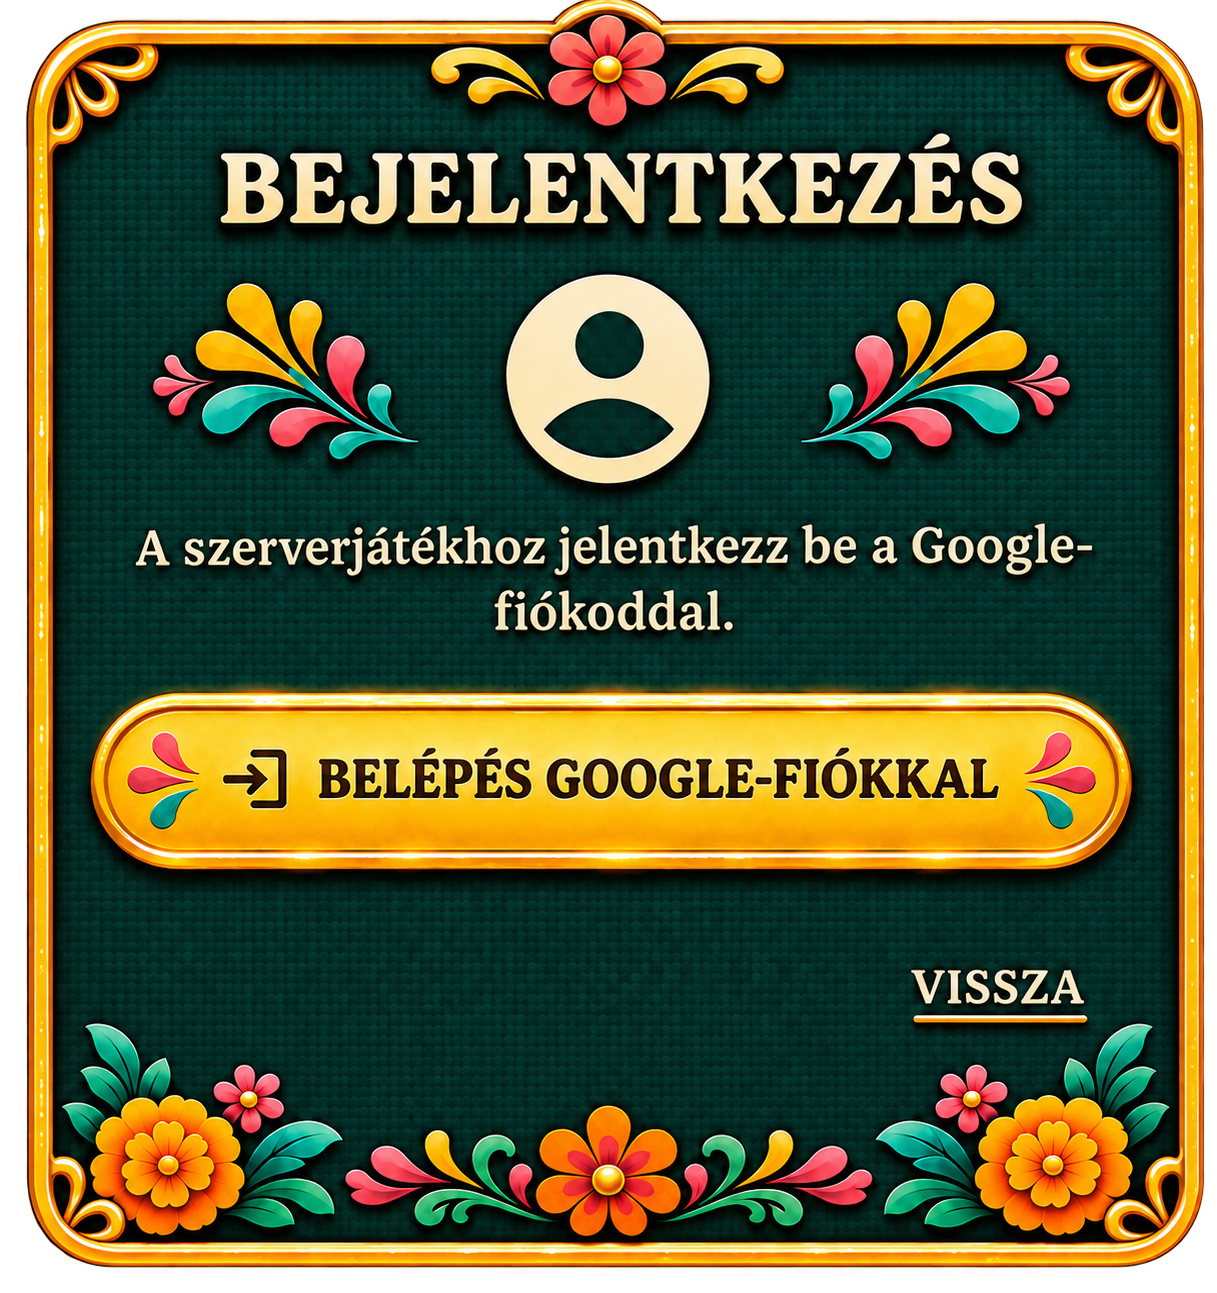 BEJELENTKEZÉS
A szerverjátékhoz jelentkezz be a Google-
fiókoddal.
BELÉPÉS GOOGLE-FIÓKKAL
VISSZA